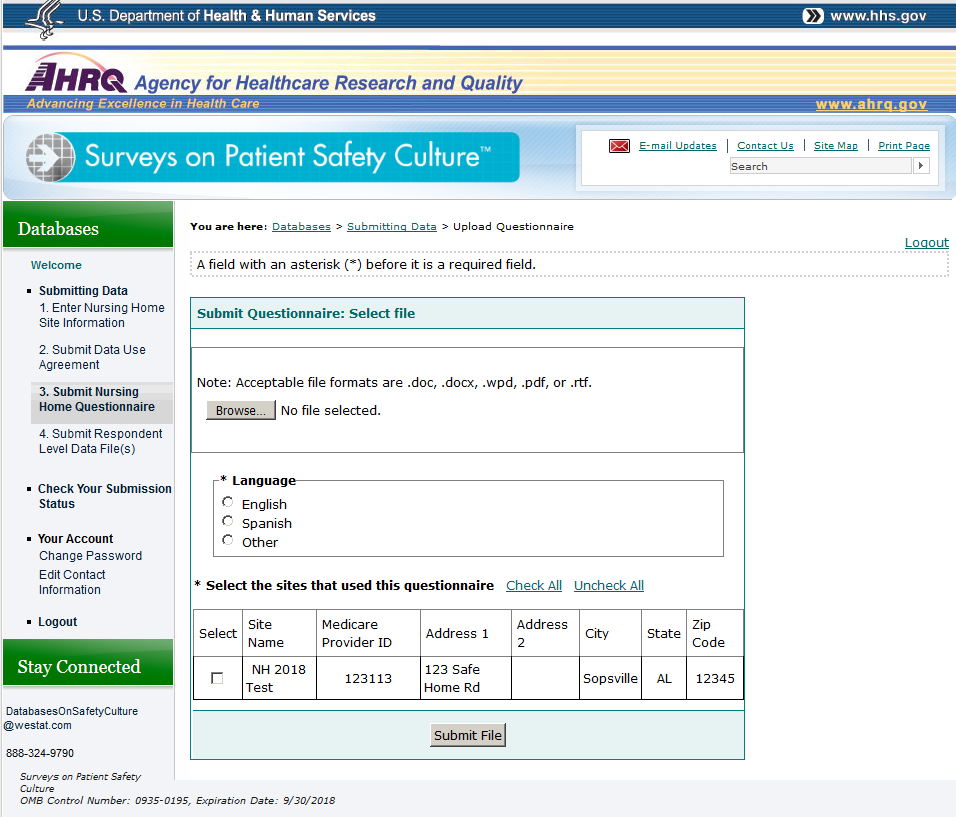 U.S. Department of Health & Human Services
www.hhs.gov
AHRQ Agency for Healthcare Research and Quality
Advancing Excellence in Health Care
www.ahrq.gov
Surveys on Patient Safety Culture™
E-mail Updates | Contact Us | Site Map | Print Page
Search
Databases
Welcome
Submitting Data
1. Enter Nursing Home
Site Information
2. Submit Data Use
Agreement
3. Submit Nursing
Home Questionnaire
4. Submit Respondent
Level Data File(s)
Check Your Submission
Status
Your Account
Change Password
Edit Contact
Information
Logout
Stay Connected
DatabasesOnSafetyCulture
@westat.com
888-324-9790
Surveys on Patient Safety
Culture
OMB Control Number: 0935-0195, Expiration Date: 9/30/2018
You are here: Databases > Submitting Data > Upload Questionnaire
Logout
A field with an asterisk (*) before it is a required field.
Submit Questionnaire: Select file
Note: Acceptable file formats are .doc, .docx, .wpd, .pdf, or .rtf.
Browse... No file selected.
* Language
English
Spanish
Other
* Select the sites that used this questionnaire Check All Uncheck All
Select Site Name Medicare Provider ID Address 1 Address 2 City State Zip Code
NH 2018 Test 123113 123 Safe Home Rd Sopsville AL 12345
Submit File